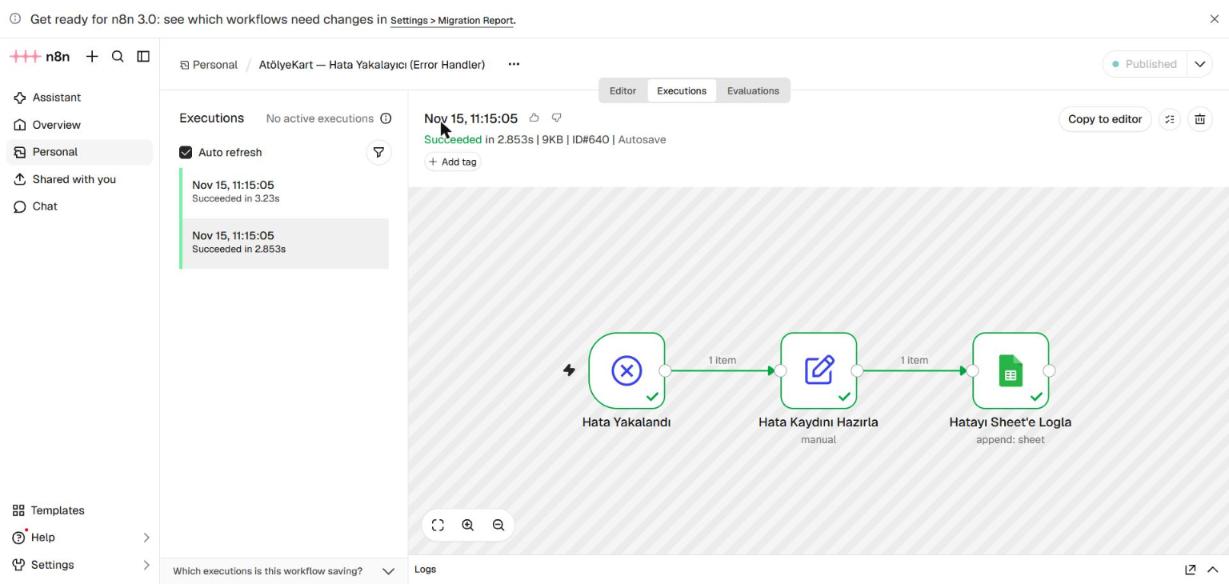 Get ready for n8n 3.0: see which workflows need changes in Settings > Migration Report.
n8n
Personal / AtölyeKart — Hata Yakalayıcı (Error Handler) ...
Published
Editor
Executions
Evaluations
Assistant
Overview
Personal
Shared with you
Chat
Templates
Help
Settings
Executions
No active executions
Auto refresh
Nov 15, 11:15:05
Succeeded in 3.23s
Nov 15, 11:15:05
Succeeded in 2.853s
Which executions is this workflow saving?
Nov 15, 11:15:05
Succeeded in 2.853s | 9KB | ID#640 | Autosave
+ Add tag
Copy to editor
1 item
1 item
Hata Yakalandı
Hata Kaydını Hazırla
manual
Hatayı Sheet'e Logla
append: sheet
Logs